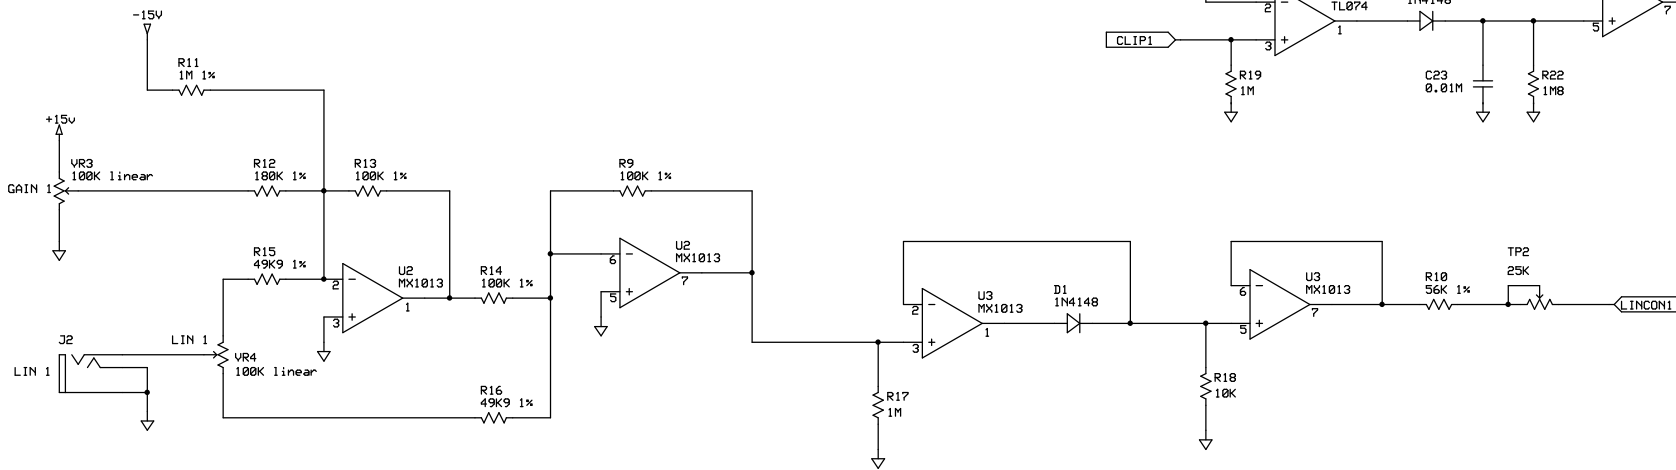 -15V
R11
1M 1%
+15v
VR3
100K linear
GAIN 1
R12
180K 1%
R13
100K 1%
R15
49K9 1%
2
3
U2
MX1013
1
R14
100K 1%
J2
LIN 1
LIN 1
VR4
100K linear
R16
49K9 1%
R9
100K 1%
6
5
U2
MX1013
7
R17
1M
2
3
U3
MX1013
1
D1
1N4148
R18
10K
6
5
U3
MX1013
7
R10
56K 1%
TP2
25K
LINCON1
CLIP1
2
3
TL074
1
1N4148
R19
1M
C23
0.01M
R22
1M8
5
7